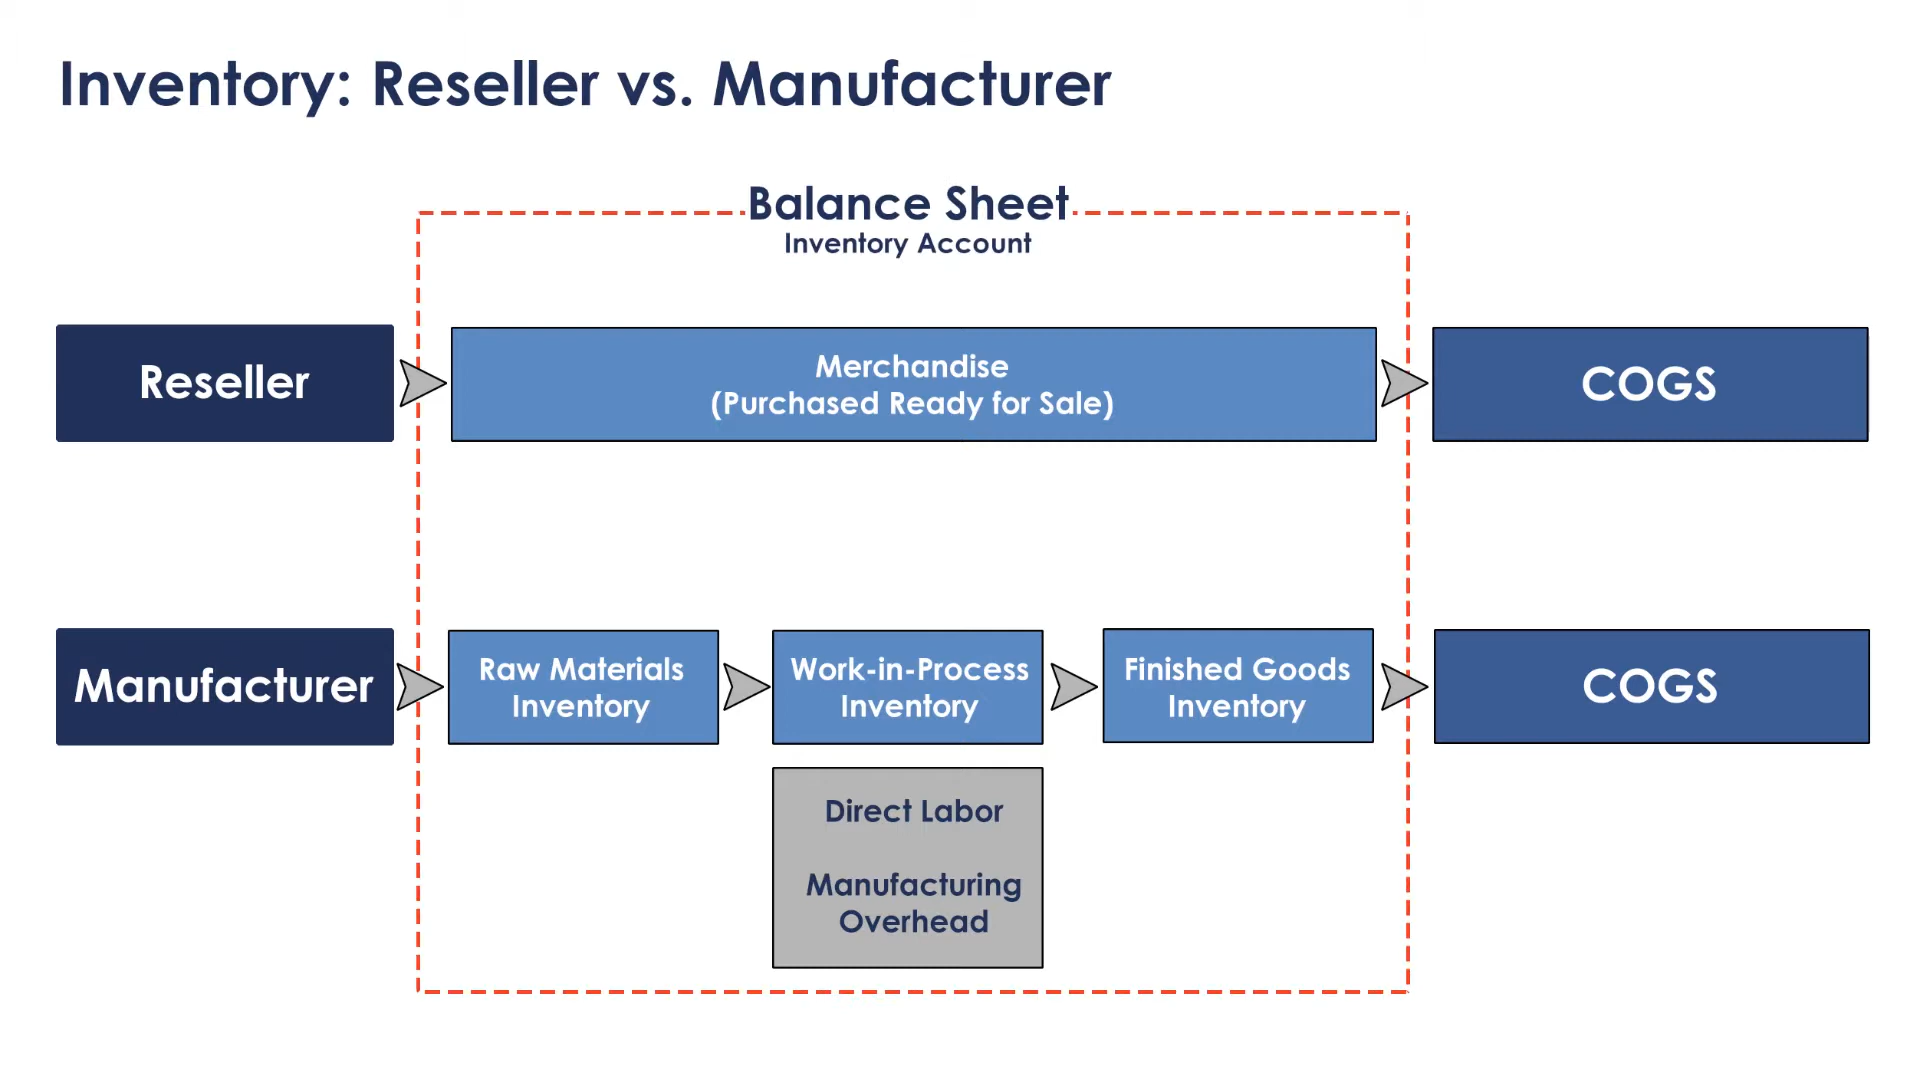 Inventory: Reseller vs. Manufacturer
Balance Sheet
Inventory Account
Reseller
Merchandise
(Purchased Ready for Sale)
COGS
Manufacturer
Raw Materials
Inventory
Work-in-Process
Inventory
Finished Goods
Inventory
COGS
Direct Labor
Manufacturing
Overhead